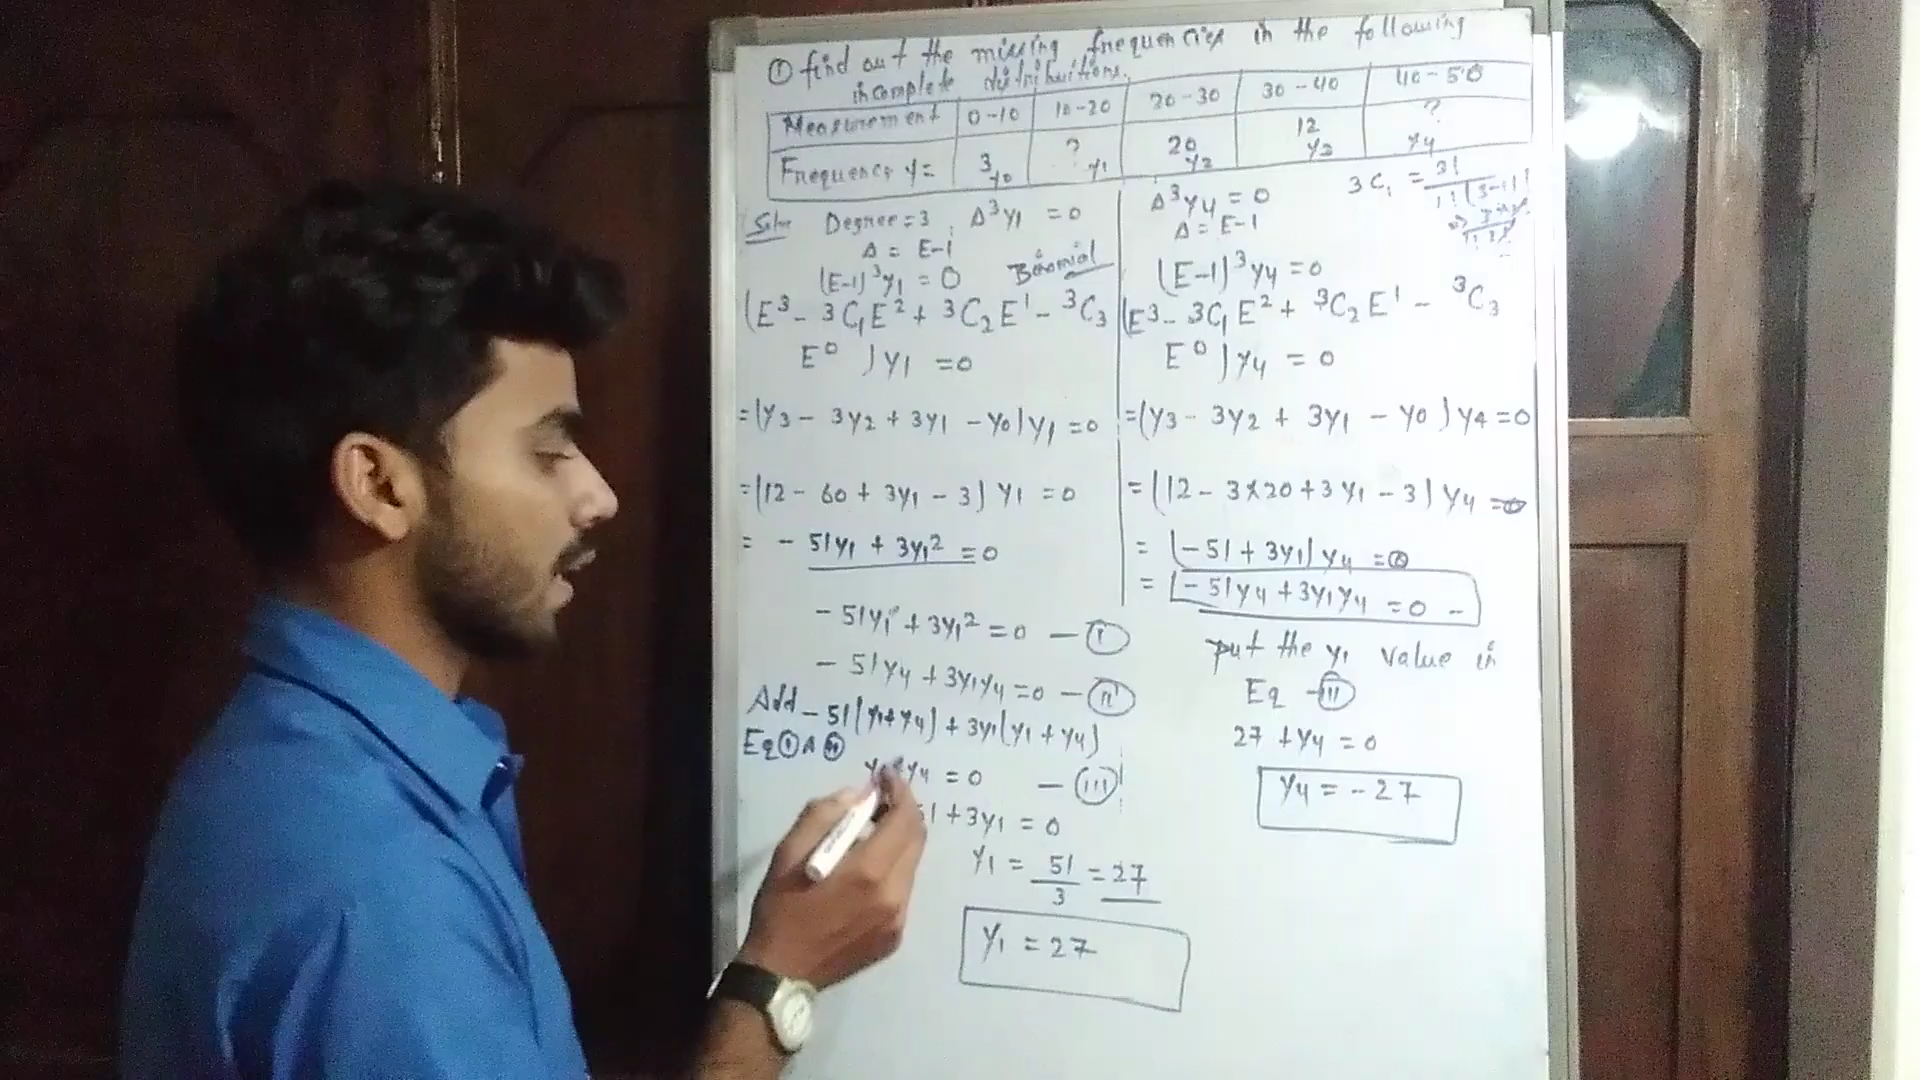 ① find out the missing frequencies in the following
incomplete distributions.
Measurement 0-10 10-20 20-30 30-40 40-50
Frequency y= 3 y0 ? y1 20 y2 12 y3 ? y4
Soln Degree = 3, Δ³y1 = 0
Δ = E-1
(E-1)³y1 = 0 Binomial
(E³ - 3C1E² + 3C2E¹ - ³C3
E⁰)y1 = 0
= (y3 - 3y2 + 3y1 - y0)y1 = 0
= (12 - 60 + 3y1 - 3)y1 = 0
= - 51y1 + 3y1² = 0
- 51y1 + 3y1² = 0 - Ⓘ
- 51y4 + 3y1y4 = 0 - Ⓘⓘ
Add - 51(y1+y4) + 3y1(y1+y4)
Eq
y4 = 0 - ⓘⓘⓘ
51 + 3y1 = 0
y1 = 51/3 = 27
y1 = 27
Δ³y4 = 0
Δ = E-1
3C1 = 3!
(E-1)³y4 = 0
(E³ - 3C1E² + ³C2E¹ - ³C3
E⁰)y4 = 0
= (y3 - 3y2 + 3y1 - y0)y4 = 0
= (12 - 3×20 + 3y1 - 3)y4 = 0
= (-51 + 3y1)y4 = 0
= (-51y4 + 3y1y4 = 0 -
put the y1 value in
Eq - ⓘⓘⓘ
27 + y4 = 0
y4 = -27